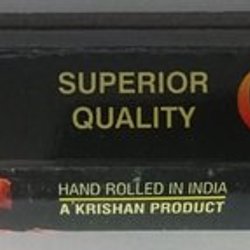 SUPERIOR
QUALITY
HAND ROLLED IN INDIA
A KRISHAN PRODUCT